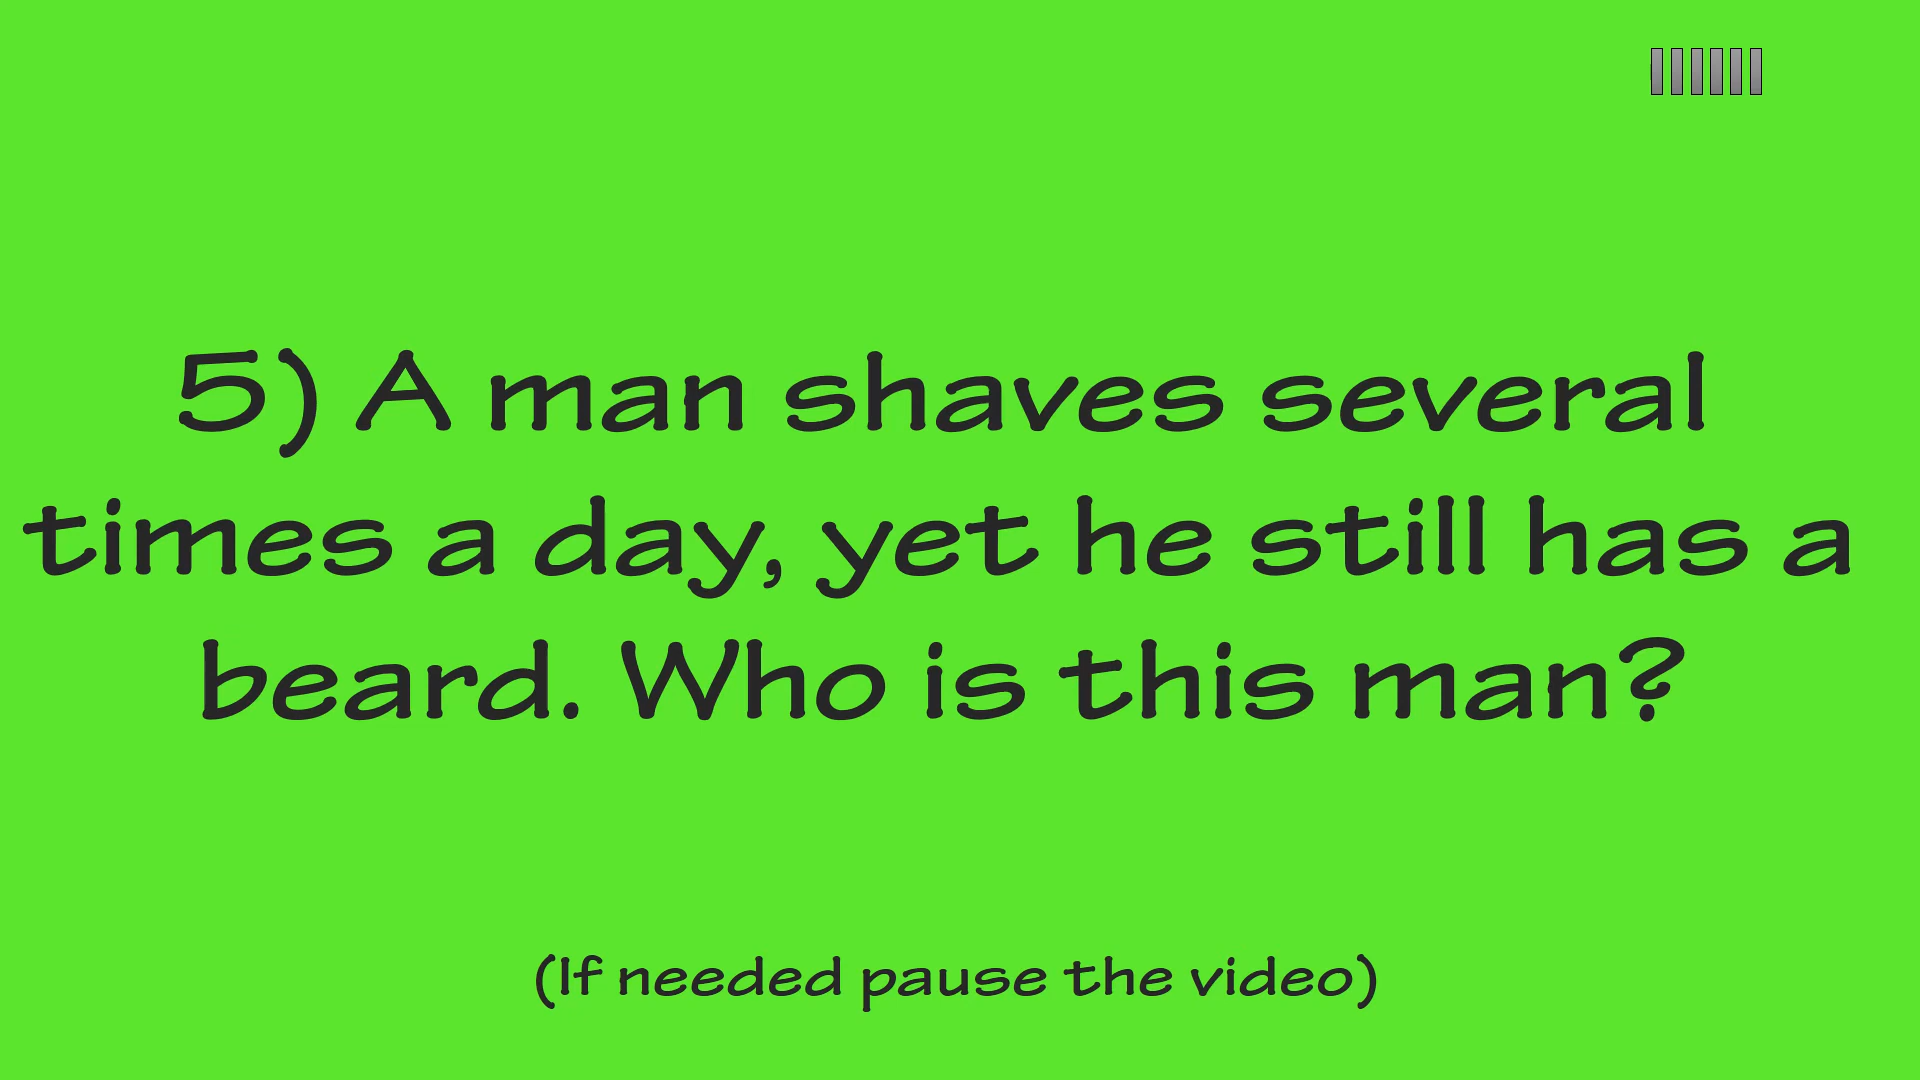 5) A man shaves several
times a day, yet he still has a
beard. Who is this man?
(If needed pause the video)